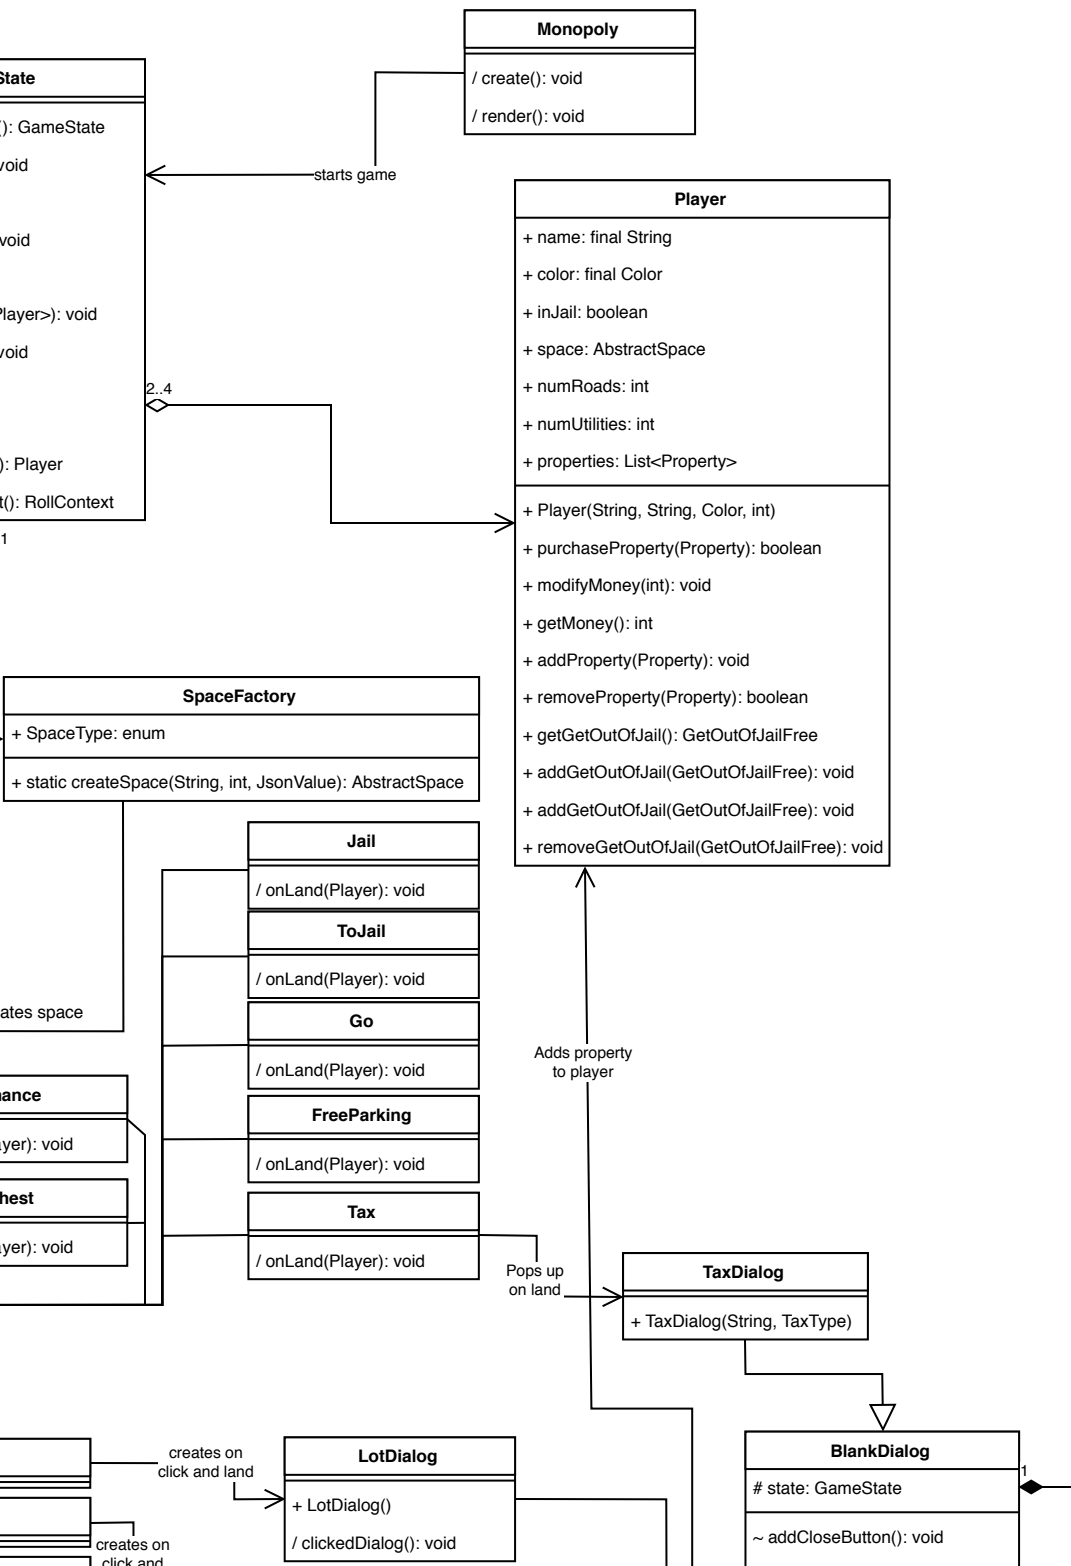 Monopoly
/ create(): void
/ render(): void
State
(): GameState
void
void
Player>): void
void
): Player
t(): RollContext
starts game
2..4
1
Player
+ name: final String
+ color: final Color
+ inJail: boolean
+ space: AbstractSpace
+ numRoads: int
+ numUtilities: int
+ properties: List<Property>
+ Player(String, String, Color, int)
+ purchaseProperty(Property): boolean
+ modifyMoney(int): void
+ getMoney(): int
+ addProperty(Property): void
+ removeProperty(Property): boolean
+ getGetOutOfJail(): GetOutOfJailFree
+ addGetOutOfJail(GetOutOfJailFree): void
+ addGetOutOfJail(GetOutOfJailFree): void
+ removeGetOutOfJail(GetOutOfJailFree): void
SpaceFactory
+ SpaceType: enum
+ static createSpace(String, int, JsonValue): AbstractSpace
ates space
Jail
/ onLand(Player): void
ToJail
/ onLand(Player): void
Go
/ onLand(Player): void
FreeParking
/ onLand(Player): void
Tax
/ onLand(Player): void
hance
yer): void
hest
yer): void
Adds property
to player
Pops up
on land
TaxDialog
+ TaxDialog(String, TaxType)
BlankDialog
# state: GameState
~ addCloseButton(): void
1
creates on
click and land
LotDialog
+ LotDialog()
/ clickedDialog(): void
creates on
click and